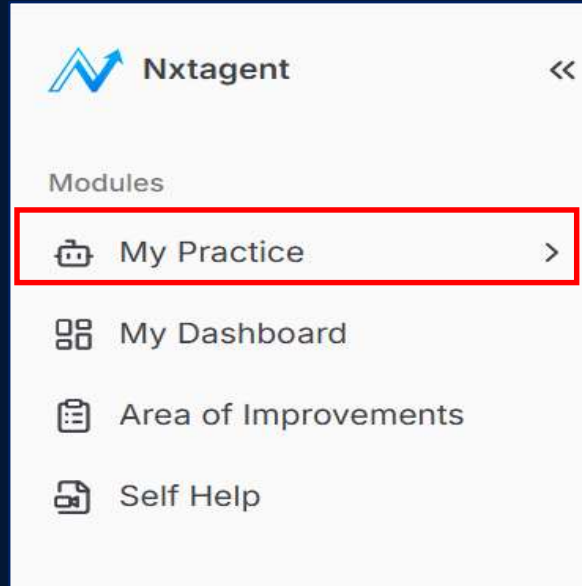 Nxtagent
Modules
My Practice
My Dashboard
Area of Improvements
Self Help